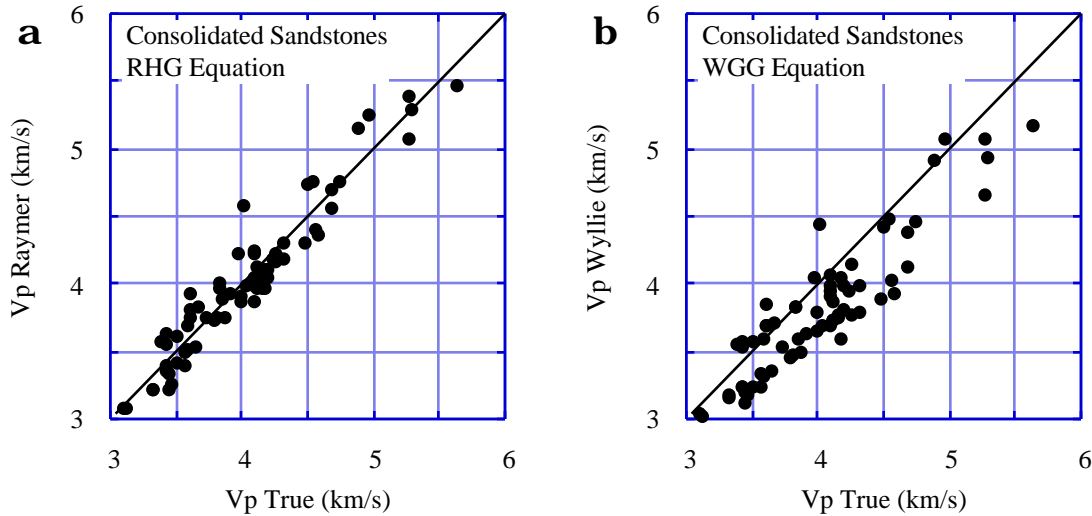 a
Consolidated Sandstones
RHG Equation
Vp Raymer (km/s)
6
5
4
3
3 4 5 6
Vp True (km/s)
b
Consolidated Sandstones
WGG Equation
Vp Wyllie (km/s)
6
5
4
3
3 4 5 6
Vp True (km/s)